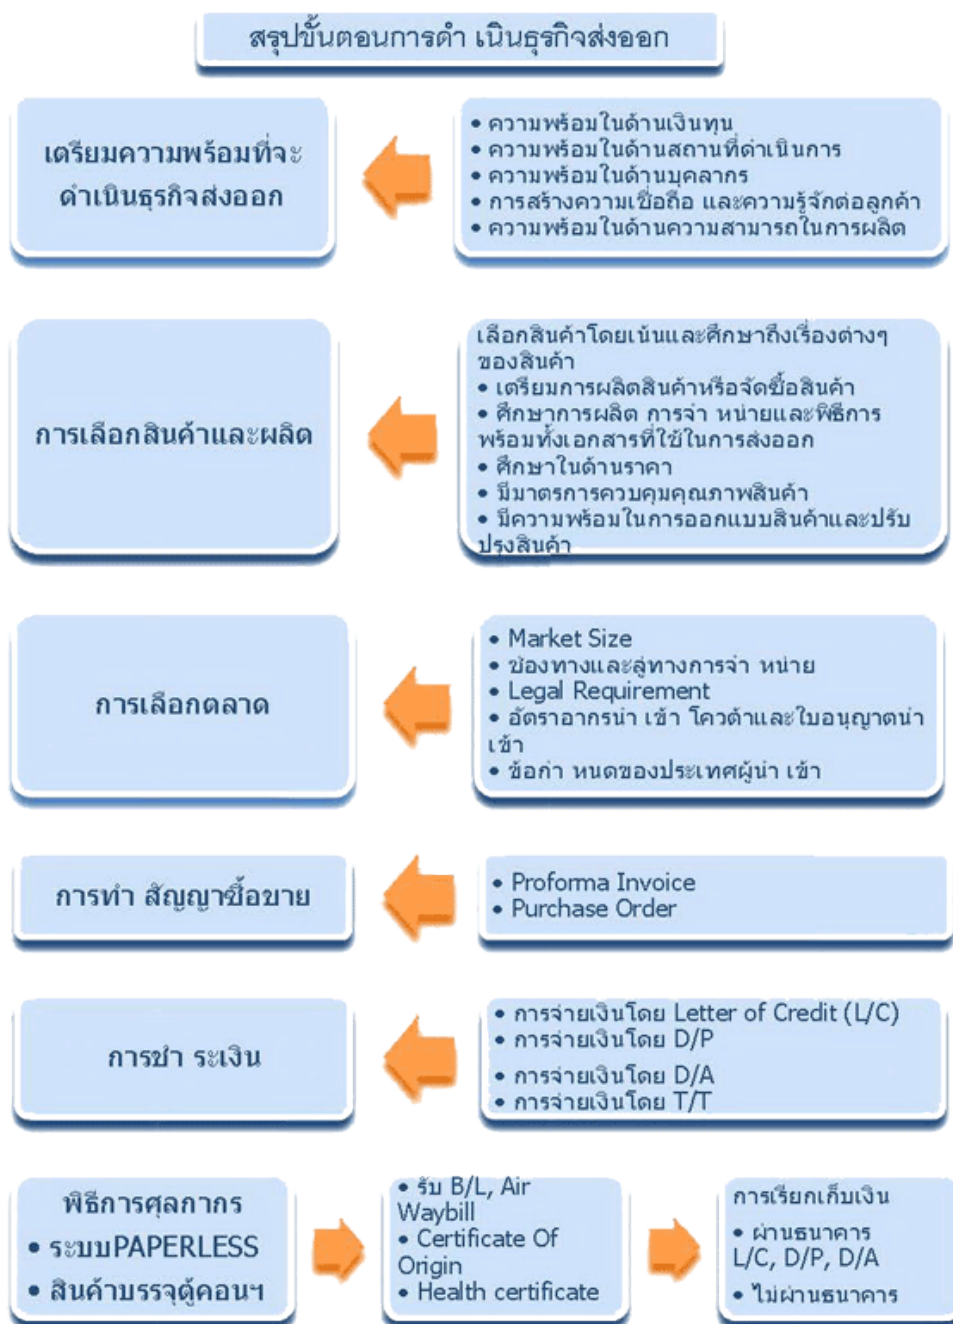 สรุปขั้นตอนการดำ เนินธุรกิจส่งออก
เตรียมความพร้อมที่จะ
ดำเนินธุรกิจส่งออก
• ความพร้อมในด้านเงินทุน
• ความพร้อมในด้านสถานที่ดำเนินการ
• ความพร้อมในด้านบุคลากร
• การสร้างความเชื่อถือ และความรู้จักต่อลูกค้า
• ความพร้อมในด้านความสามารถในการผลิต
การเลือกสินค้าและผลิต
เลือกสินค้าโดยเน้นและศึกษาถึงเรื่องต่างๆ
ของสินค้า
• เตรียมการผลิตสินค้าหรือจัดซื้อสินค้า
• ศึกษาการผลิต การจำ หน่ายและพิธีการ
พร้อมทั้งเอกสารที่ใช้ในการส่งออก
• ศึกษาในด้านราคา
• มีมาตรการควบคุมคุณภาพสินค้า
• มีความพร้อมในการออกแบบสินค้าและปรับ
ปรุงสินค้า
การเลือกตลาด
• Market Size
• ช่องทางและลู่ทางการจำ หน่าย
• Legal Requirement
• อัตราอากรนำ เข้า โควต้าและใบอนุญาตนำ
เข้า
• ข้อกำ หนดของประเทศผู้นำ เข้า
การทำ สัญญาซื้อขาย
• Proforma Invoice
• Purchase Order
การชำ ระเงิน
• การจ่ายเงินโดย Letter of Credit (L/C)
• การจ่ายเงินโดย D/P
• การจ่ายเงินโดย D/A
• การจ่ายเงินโดย T/T
พิธีการศุลกากร
• ระบบPAPERLESS
• สินค้าบรรจุตู้คอนฯ
• รับ B/L, Air
Waybill
• Certificate Of
Origin
• Health certificate
การเรียกเก็บเงิน
• ผ่านธนาคาร
L/C, D/P, D/A
• ไม่ผ่านธนาคาร